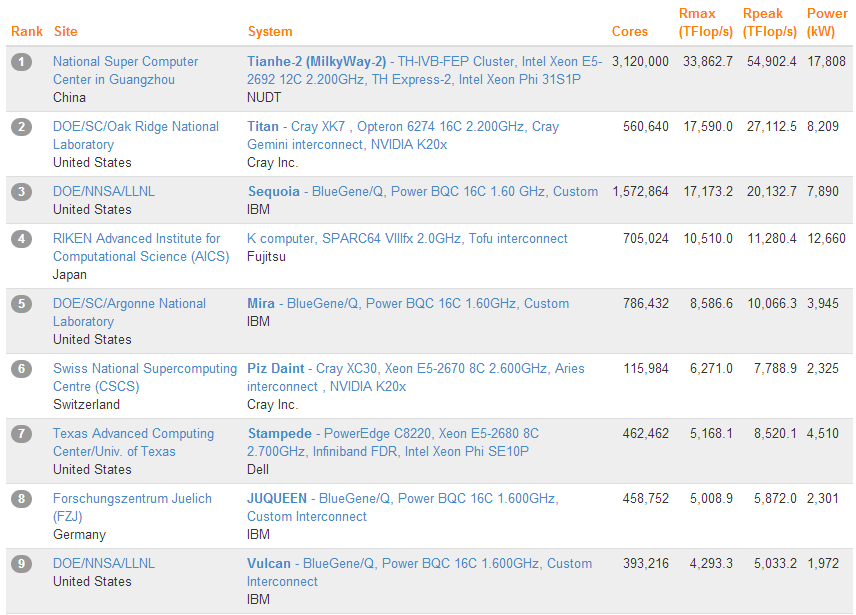 Rank Site System Cores Rmax (TFlop/s) Rpeak (TFlop/s) Power (kW)
1 National Super Computer Tianhe-2 (MilkyWay-2) - TH-IVB-FEP Cluster, Intel Xeon E5- 3,120,000 33,862.7 54,902.4 17,808
Center in Guangzhou 2692 12C 2.200GHz, TH Express-2, Intel Xeon Phi 31S1P
China NUDT
2 DOE/SC/Oak Ridge National Titan - Cray XK7 , Opteron 6274 16C 2.200GHz, Cray 560,640 17,590.0 27,112.5 8,209
Laboratory Gemini interconnect, NVIDIA K20x
United States Cray Inc.
3 DOE/NNSA/LLNL Sequoia - BlueGene/Q, Power BQC 16C 1.60 GHz, Custom 1,572,864 17,173.2 20,132.7 7,890
United States IBM
4 RIKEN Advanced Institute for K computer, SPARC64 VIIIfx 2.0GHz, Tofu interconnect 705,024 10,510.0 11,280.4 12,660
Computational Science (AICS) Fujitsu
Japan
5 DOE/SC/Argonne National Mira - BlueGene/Q, Power BQC 16C 1.60GHz, Custom 786,432 8,586.6 10,066.3 3,945
Laboratory IBM
United States
6 Swiss National Supercomputing Piz Daint - Cray XC30, Xeon E5-2670 8C 2.600GHz, Aries 115,984 6,271.0 7,788.9 2,325
Centre (CSCS) interconnect , NVIDIA K20x
Switzerland Cray Inc.
7 Texas Advanced Computing Stampede - PowerEdge C8220, Xeon E5-2680 8C 462,462 5,168.1 8,520.1 4,510
Center/Univ. of Texas 2.700GHz, Infiniband FDR, Intel Xeon Phi SE10P
United States Dell
8 Forschungszentrum Juelich JUQUEEN - BlueGene/Q, Power BQC 16C 1.600GHz, 458,752 5,008.9 5,872.0 2,301
(FZJ) Custom Interconnect
Germany IBM
9 DOE/NNSA/LLNL Vulcan - BlueGene/Q, Power BQC 16C 1.600GHz, Custom 393,216 4,293.3 5,033.2 1,972
United States Interconnect
IBM